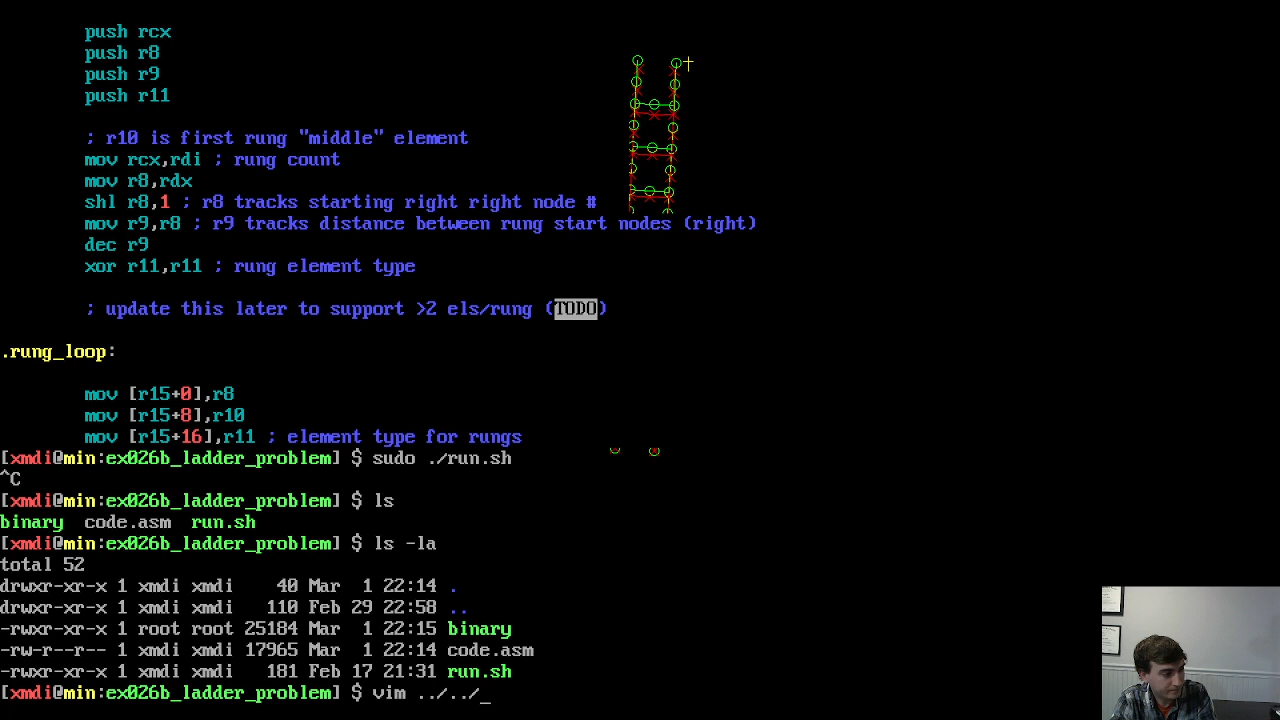 push rcx
push r8
push r9
push r11
; r10 is first rung "middle" element
mov rcx,rdi ; rung count
mov r8,rdx
shl r8,1 ; r8 tracks starting right right node #
mov r9,r8 ; r9 tracks distance between rung start nodes (right)
dec r9
xor r11,r11 ; rung element type
; update this later to support >2 els/rung (TODO)
.rung_loop:
mov [r15+0],r8
mov [r15+8],r10
mov [r15+16],r11 ; element type for rungs
[xmdi@min:ex026b_ladder_problem] $ sudo ./run.sh
^C
[xmdi@min:ex026b_ladder_problem] $ ls
binary  code.asm  run.sh
[xmdi@min:ex026b_ladder_problem] $ ls -la
total 52
drwxr-xr-x 1 xmdi xmdi    40 Mar  1 22:14 .
drwxr-xr-x 1 xmdi xmdi   110 Feb 29 22:58 ..
-rwxr-xr-x 1 root root 25184 Mar  1 22:15 binary
-rw-r--r-- 1 xmdi xmdi 17965 Mar  1 22:14 code.asm
-rwxr-xr-x 1 xmdi xmdi   181 Feb 17 21:31 run.sh
[xmdi@min:ex026b_ladder_problem] $ vim ../../_